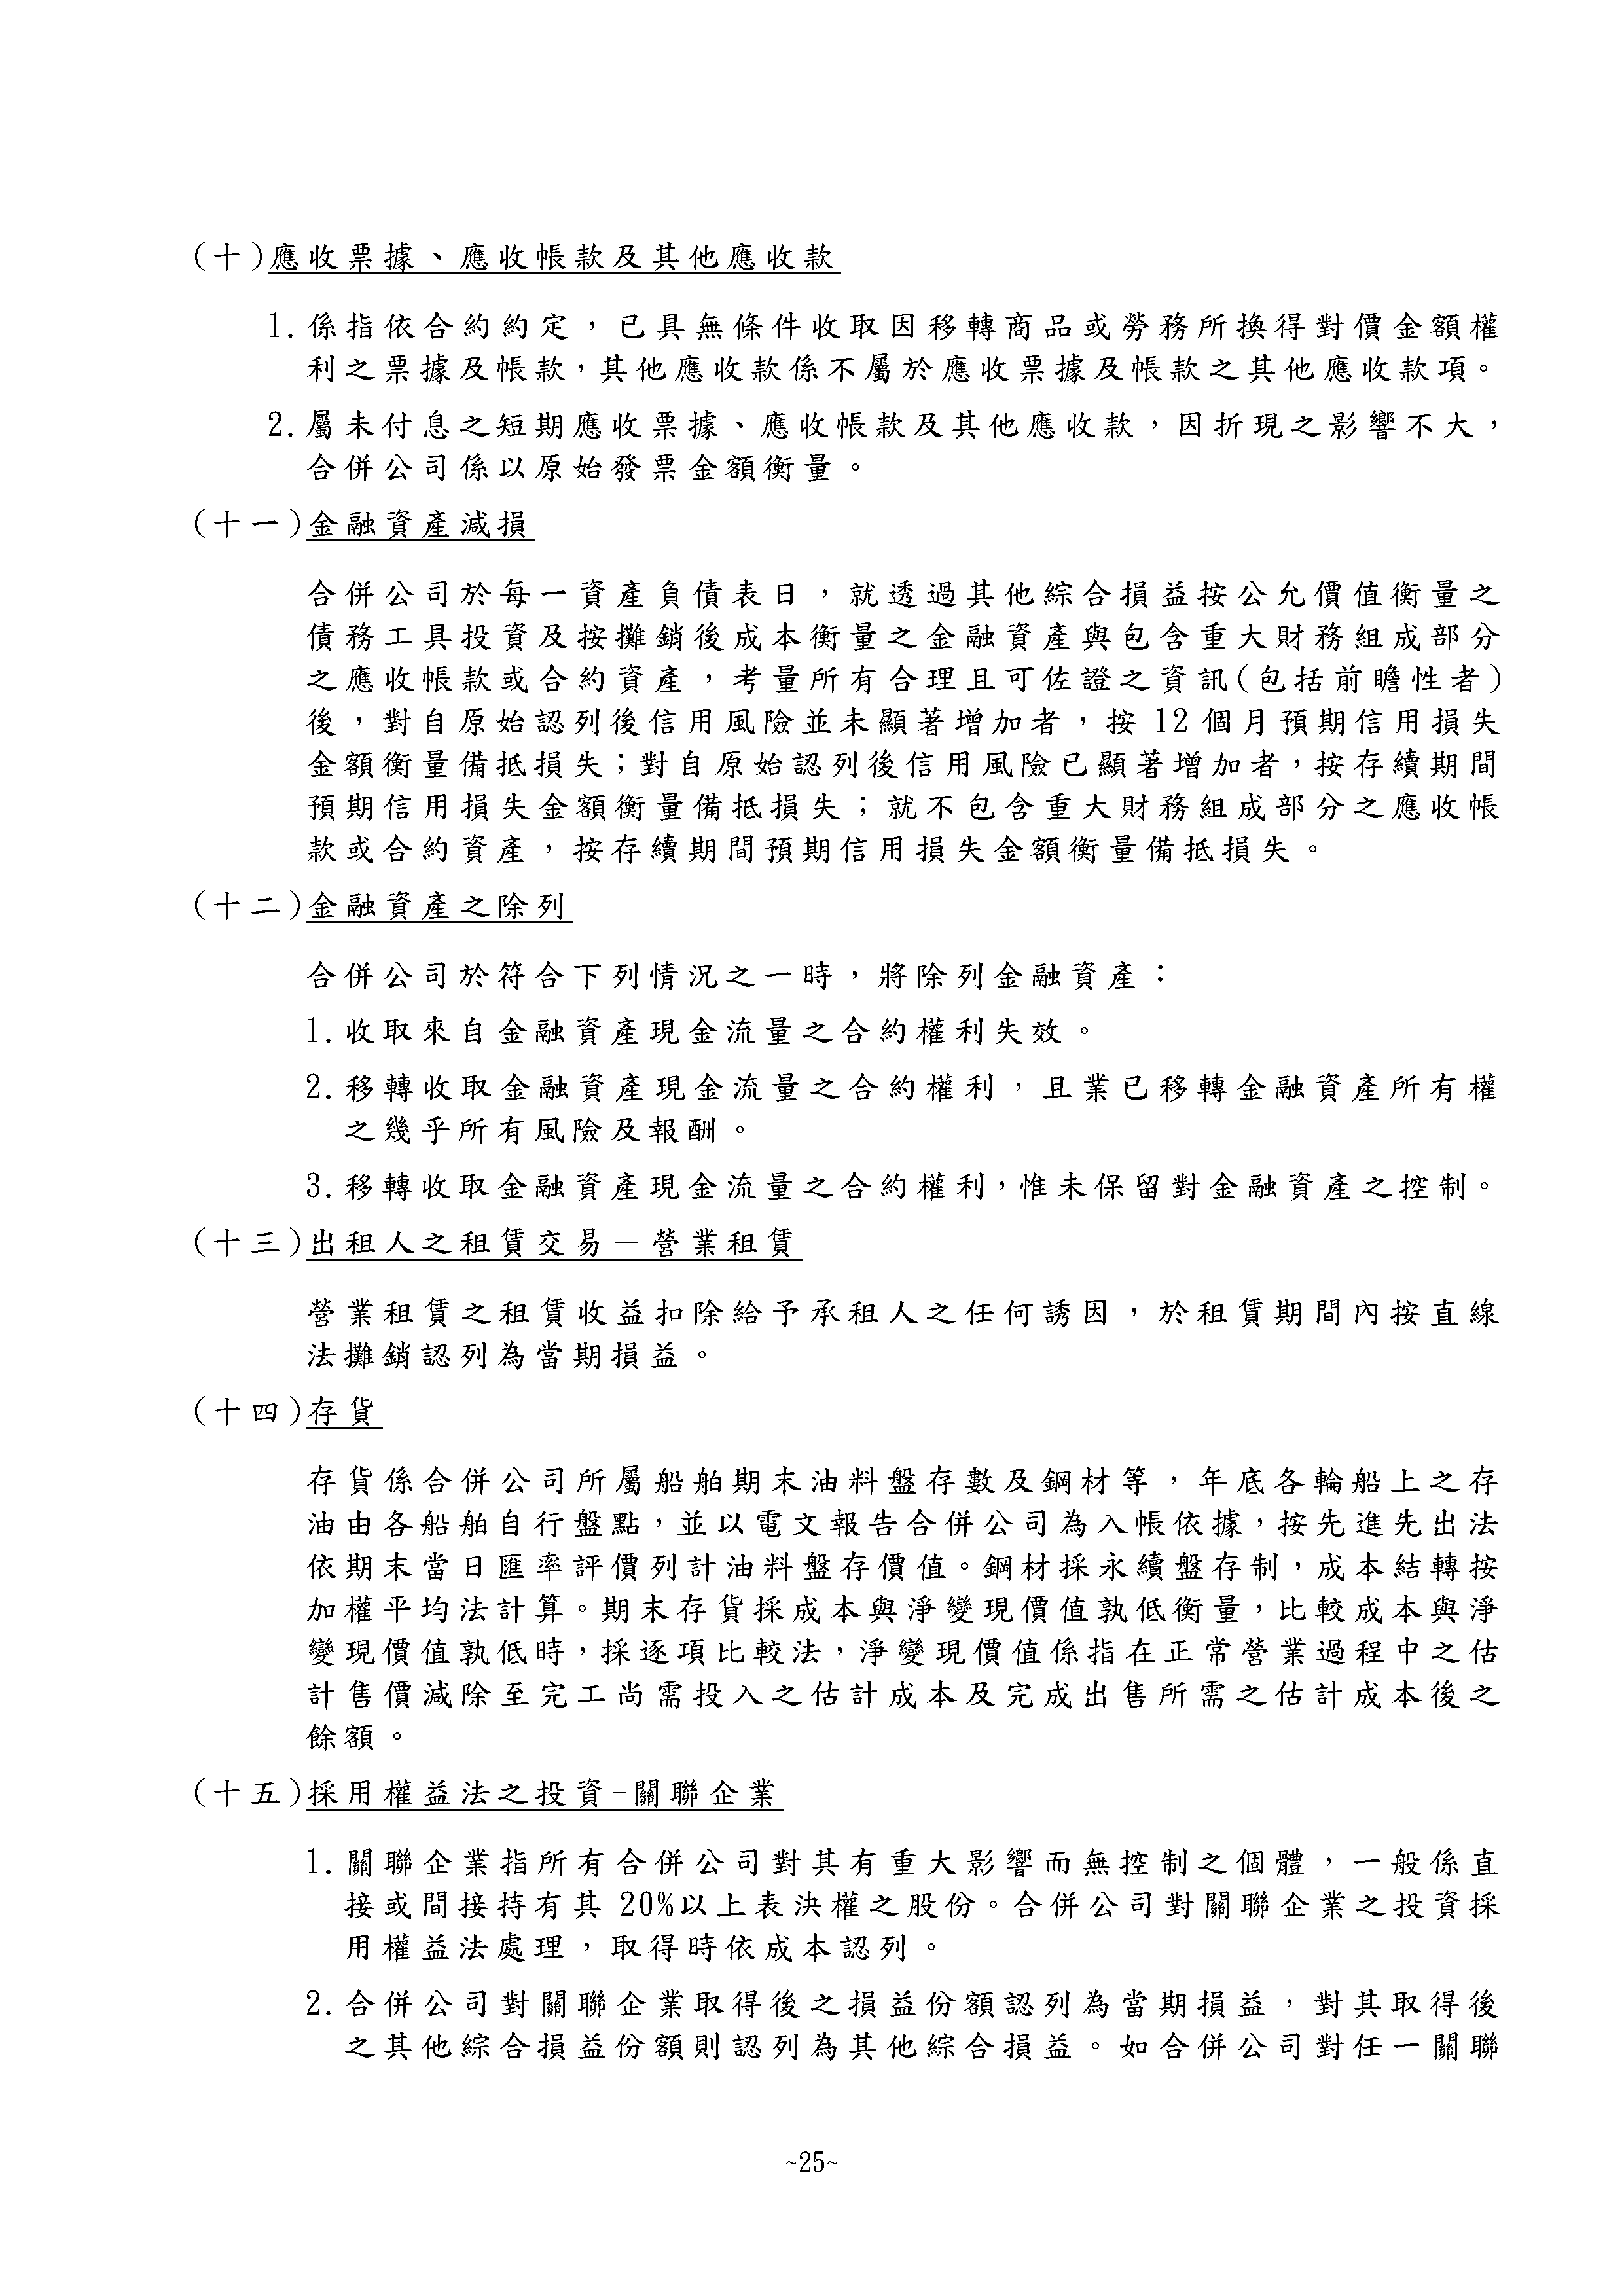 (十)應收票據、應收帳款及其他應收款
1.係指依合約約定，已具無條件收取因移轉商品或勞務所換得對價金額權
利之票據及帳款，其他應收款係不屬於應收票據及帳款之其他應收款項。
2.屬未付息之短期應收票據、應收帳款及其他應收款，因折現之影響不大，
合併公司係以原始發票金額衡量。
(十一)金融資產減損
合併公司於每一資產負債表日，就透過其他綜合損益按公允價值衡量之
債務工具投資及按攤銷後成本衡量之金融資產與包含重大財務組成部分
之應收帳款或合約資產，考量所有合理且可佐證之資訊(包括前瞻性者)
後，對自原始認列後信用風險並未顯著增加者，按 12 個月預期信用損失
金額衡量備抵損失；對自原始認列後信用風險已顯著增加者，按存續期間
預期信用損失金額衡量備抵損失；就不包含重大財務組成部分之應收帳
款或合約資產，按存續期間預期信用損失金額衡量備抵損失。
(十二)金融資產之除列
合併公司於符合下列情況之一時，將除列金融資產：
1.收取來自金融資產現金流量之合約權利失效。
2.移轉收取金融資產現金流量之合約權利，且業已移轉金融資產所有權
之幾乎所有風險及報酬。
3.移轉收取金融資產現金流量之合約權利，惟未保留對金融資產之控制。
(十三)出租人之租賃交易－營業租賃
營業租賃之租賃收益扣除給予承租人之任何誘因，於租賃期間內按直線
法攤銷認列為當期損益。
(十四)存貨
存貨係合併公司所屬船舶期末油料盤存數及鋼材等，年底各輪船上之存
油由各船舶自行盤點，並以電文報告合併公司為入帳依據，按先進先出法
依期末當日匯率評價列計油料盤存價值。鋼材採永續盤存制，成本結轉按
加權平均法計算。期末存貨採成本與淨變現價值孰低衡量，比較成本與淨
變現價值孰低時，採逐項比較法，淨變現價值係指在正常營業過程中之估
計售價減除至完工尚需投入之估計成本及完成出售所需之估計成本後之
餘額。
(十五)採用權益法之投資-關聯企業
1.關聯企業指所有合併公司對其有重大影響而無控制之個體，一般係直
接或間接持有其 20%以上表決權之股份。合併公司對關聯企業之投資採
用權益法處理，取得時依成本認列。
2.合併公司對關聯企業取得後之損益份額認列為當期損益，對其取得後
之其他綜合損益份額則認列為其他綜合損益。如合併公司對任一關聯
~25~